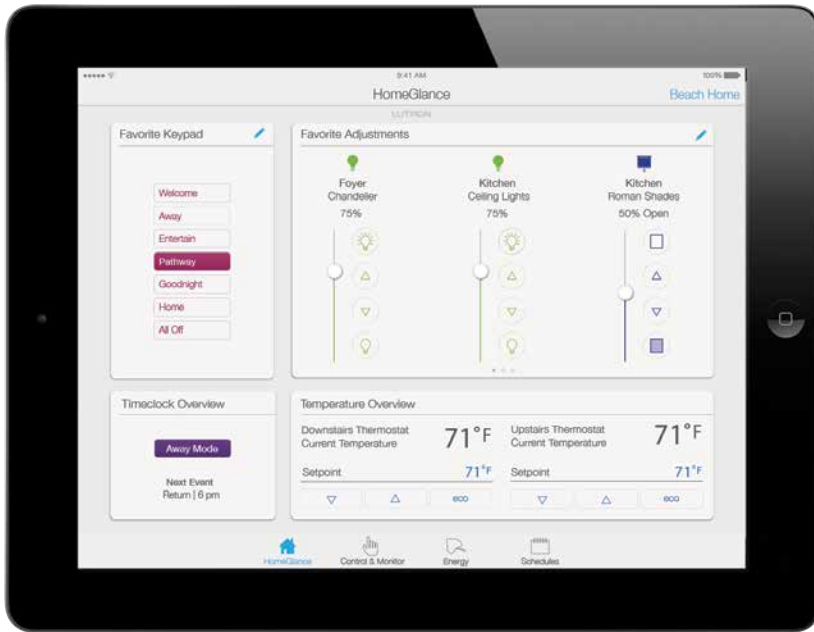 9:41 AM
100%
HomeGlance
Beach Home
LUTRON
Favorite Keypad
Welcome
Away
Entertain
Pathway
Goodnight
Home
All Off
Favorite Adjustments
Foyer
Chandelier
75%
Kitchen
Ceiling Lights
75%
Kitchen
Roman Shades
50% Open
Timeclock Overview
Away Mode
Next Event
Return | 6 pm
Temperature Overview
Downstairs Thermostat
Current Temperature
71°F
Setpoint
71°F
eco
Upstairs Thermostat
Current Temperature
71°F
Setpoint
71°F
eco
HomeGlance
Control & Monitor
Energy
Schedules